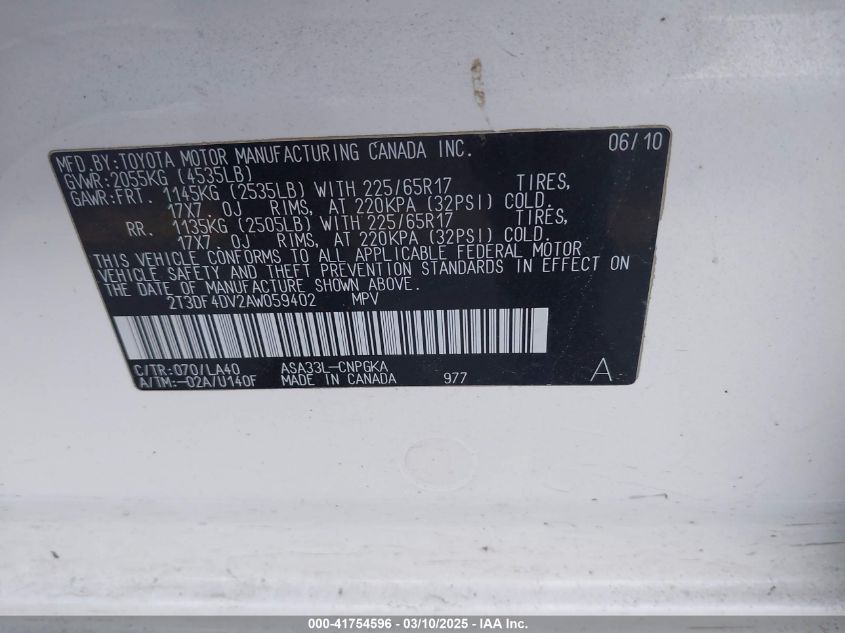 MFD.BY:TOYOTA MOTOR MANUFACTURING CANADA INC. 06/10
GVWR:2055KG (4535LB)
GAWR:FRT. 1145KG (2535LB) WITH 225/65R17 TIRES,
17X7.0J RIMS, AT 220KPA (32PSI) COLD.
RR. 1135KG (2505LB) WITH 225/65R17 TIRES,
17X7.0J RIMS, AT 220KPA (32PSI) COLD.
THIS VEHICLE CONFORMS TO ALL APPLICABLE FEDERAL MOTOR
VEHICLE SAFETY AND THEFT PREVENTION STANDARDS IN EFFECT ON
THE DATE OF MANUFACTURE SHOWN ABOVE.
2T3DF4DV2AW059402 MPV
C/TR:070/LA40 ASA33L-CNPGKA
A/TM:-02A/U140F MADE IN CANADA 977 A
000-41754596 - 03/10/2025 - IAA Inc.